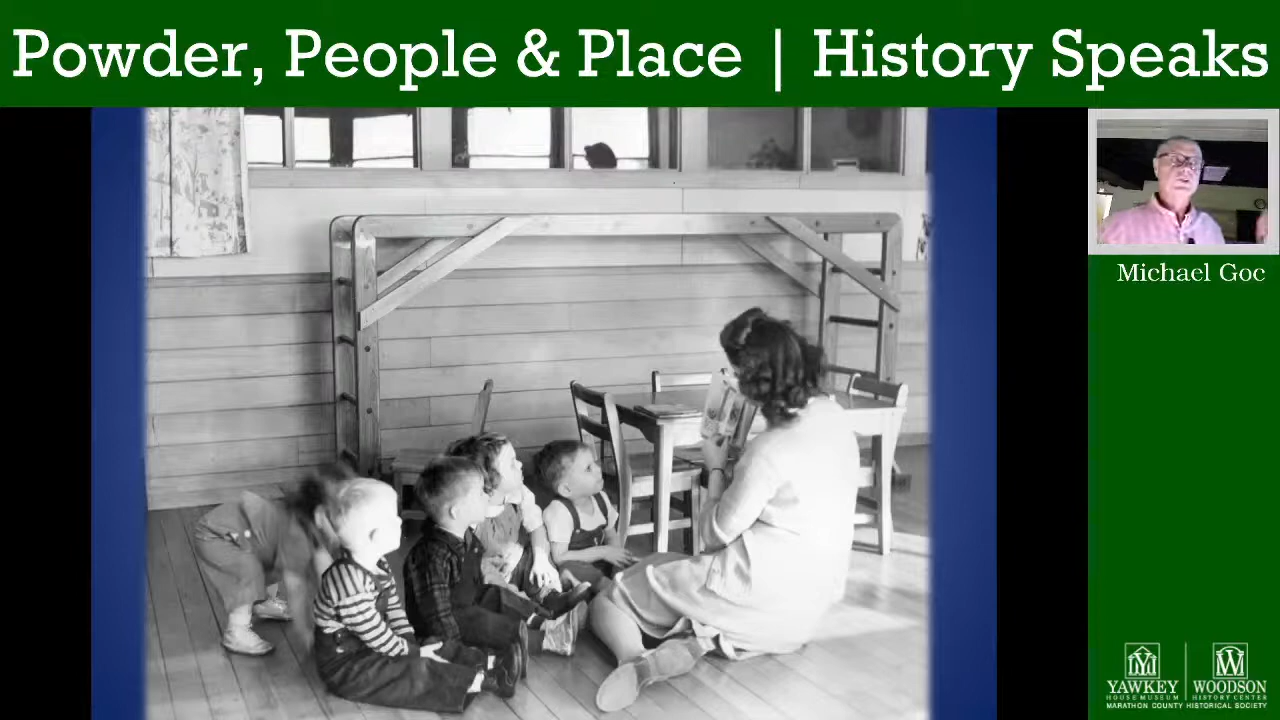 Powder, People & Place | History Speaks
Michael Goc
YAWKEY
HOUSE MUSEUM
WOODSON
HISTORY CENTER
MARATHON COUNTY HISTORICAL SOCIETY